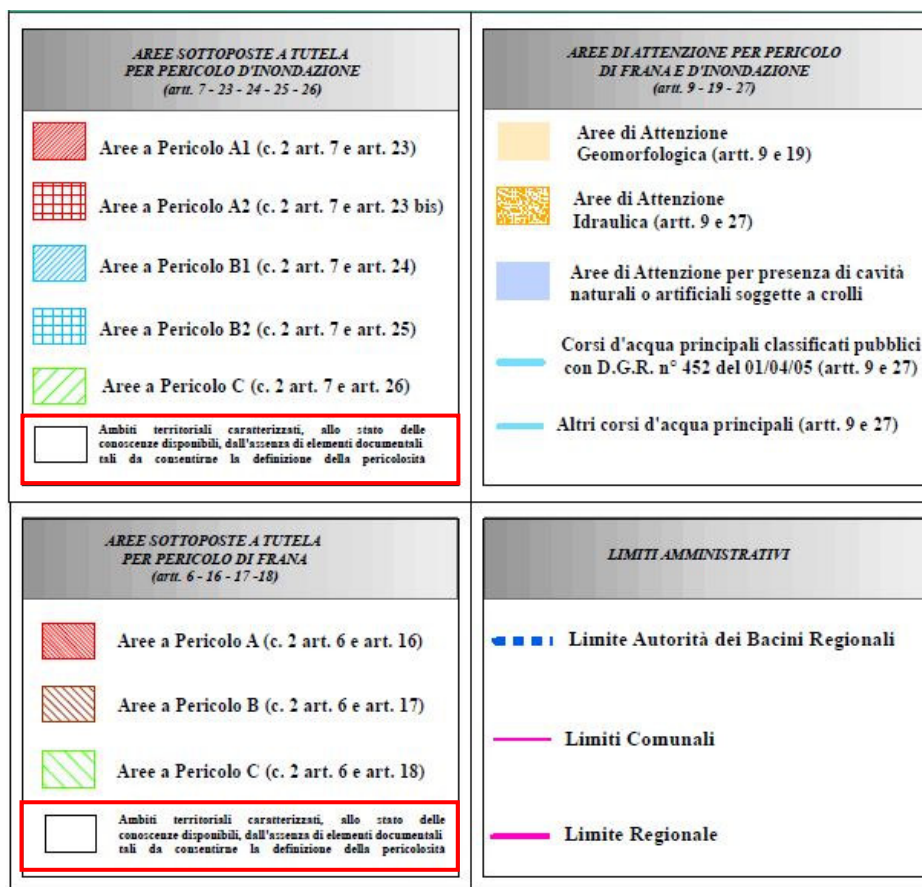 AREE SOTTOPOSTE A TUTELA
PER PERICOLO D'INONDAZIONE
(artt. 7 - 23 - 24 - 25 - 26)
Aree a Pericolo A1 (c. 2 art. 7 e art. 23)
Aree a Pericolo A2 (c. 2 art. 7 e art. 23 bis)
Aree a Pericolo B1 (c. 2 art. 7 e art. 24)
Aree a Pericolo B2 (c. 2 art. 7 e art. 25)
Aree a Pericolo C (c. 2 art. 7 e art. 26)
Ambiti territoriali caratterizzati, allo stato delle
conoscenze disponibili, dall'assenza di elementi documentali
tali da consentirne la definizione della pericolosità
AREE DI ATTENZIONE PER PERICOLO
DI FRANA E D'INONDAZIONE
(artt. 9 - 19 - 27)
Aree di Attenzione
Geomorfologica (artt. 9 e 19)
Aree di Attenzione
Idraulica (artt. 9 e 27)
Aree di Attenzione per presenza di cavità
naturali o artificiali soggette a crolli
Corsi d'acqua principali classificati pubblici
con D.G.R. n° 452 del 01/04/05 (artt. 9 e 27)
Altri corsi d'acqua principali (artt. 9 e 27)
AREE SOTTOPOSTE A TUTELA
PER PERICOLO DI FRANA
(artt. 6 - 16 - 17 -18)
Aree a Pericolo A (c. 2 art. 6 e art. 16)
Aree a Pericolo B (c. 2 art. 6 e art. 17)
Aree a Pericolo C (c. 2 art. 6 e art. 18)
Ambiti territoriali caratterizzati, allo stato delle
conoscenze disponibili, dall'assenza di elementi documentali
tali da consentirne la definizione della pericolosità
LIMITI AMMINISTRATIVI
Limite Autorità dei Bacini Regionali
Limiti Comunali
Limite Regionale